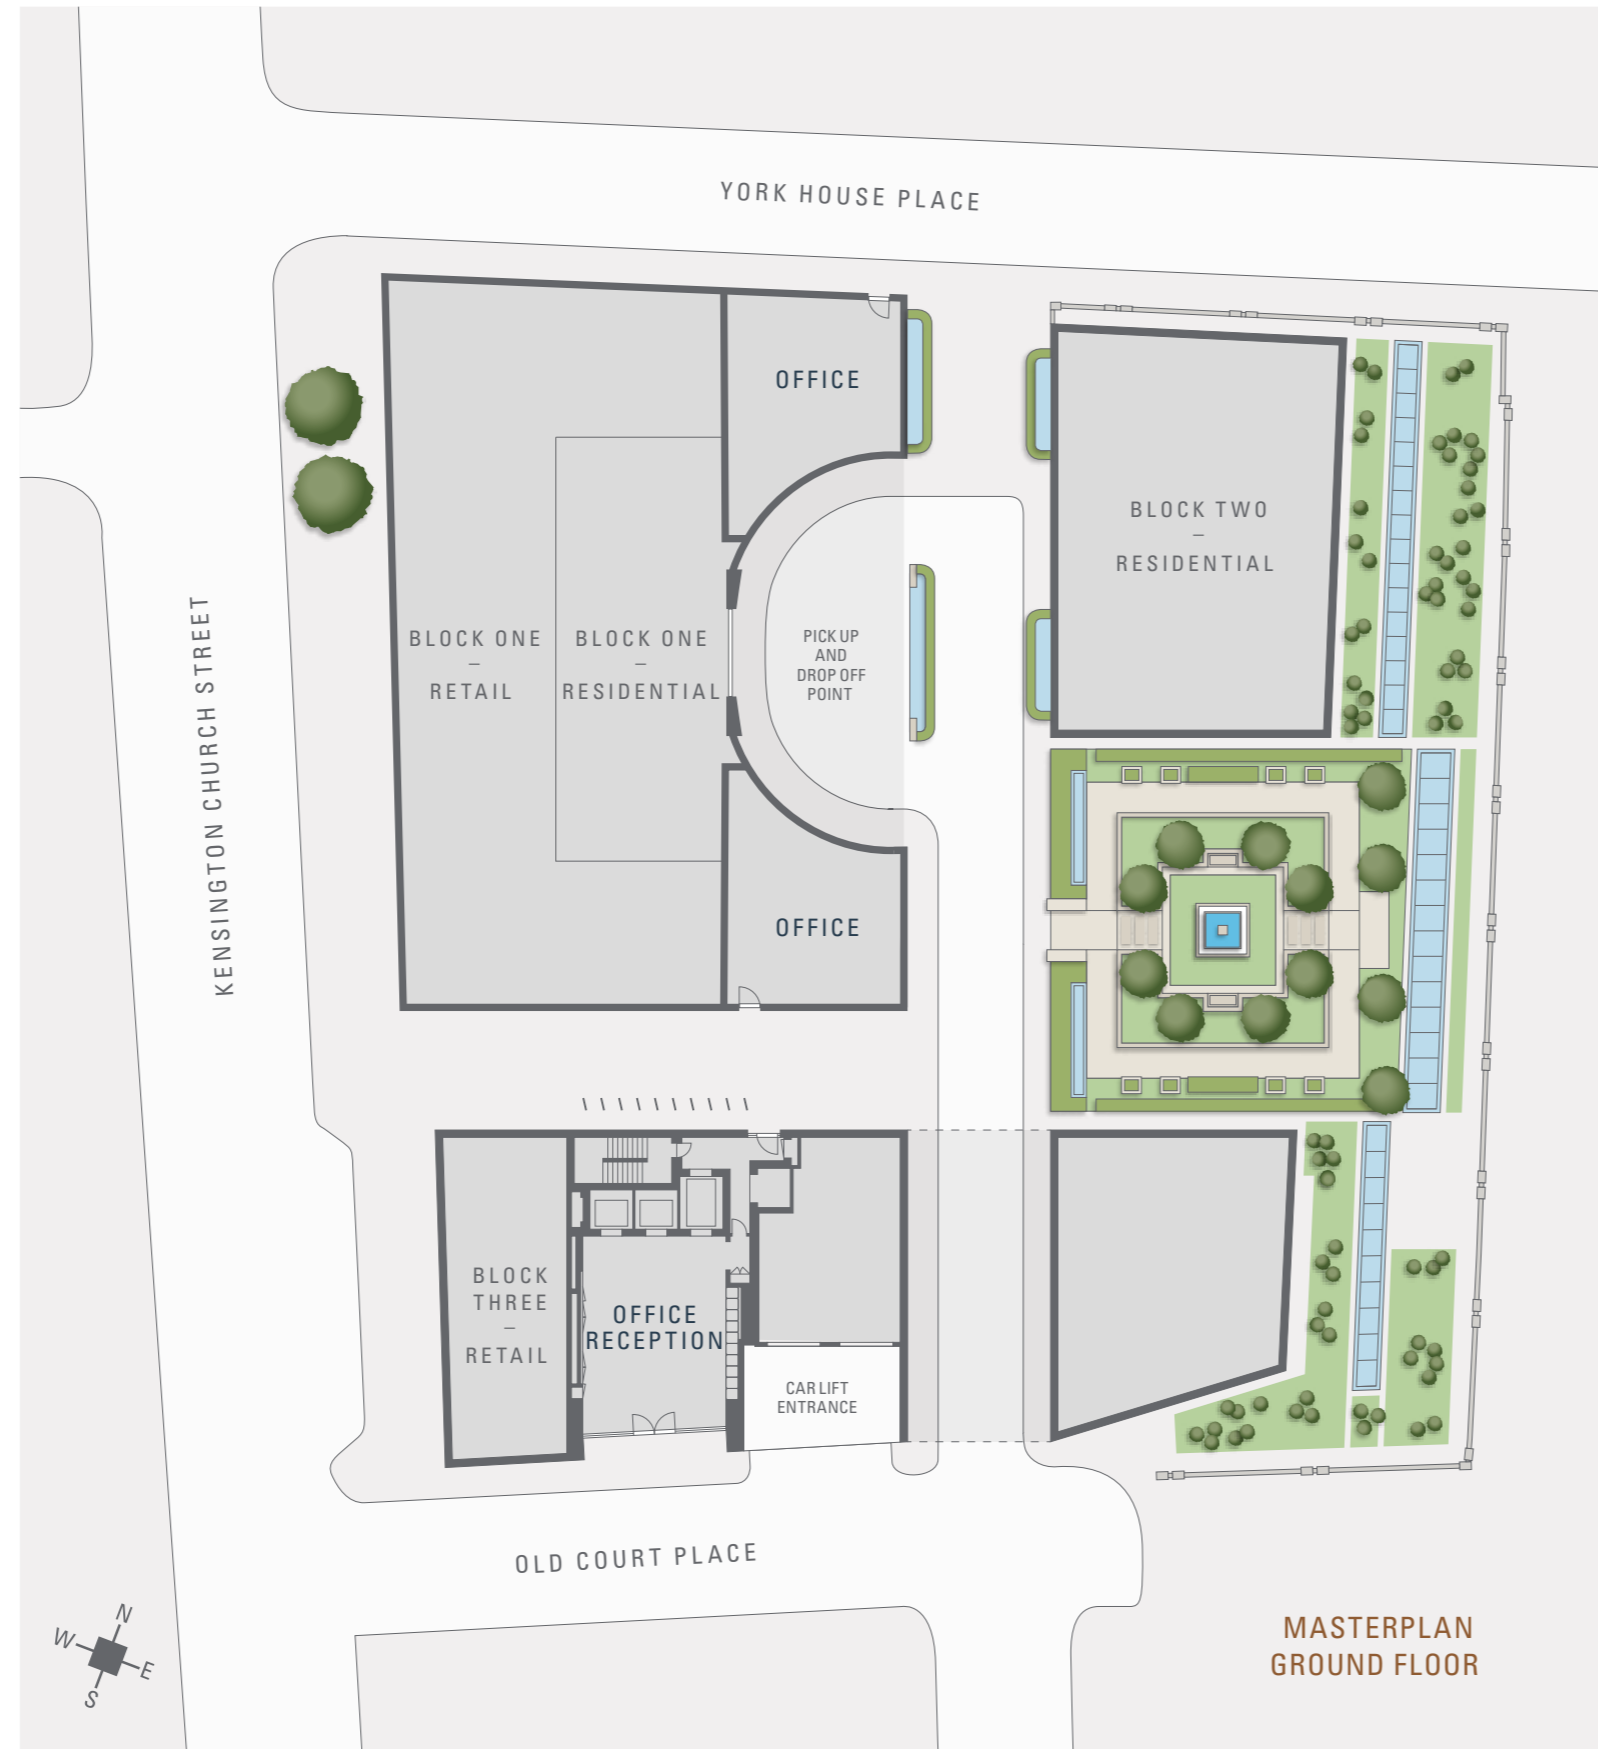 YORK HOUSE PLACE
OFFICE
BLOCK TWO
–
RESIDENTIAL
KENSINGTON CHURCH STREET
BLOCK ONE
–
RETAIL
BLOCK ONE
–
RESIDENTIAL
PICK UP
AND
DROP OFF
POINT
OFFICE
BLOCK
THREE
–
RETAIL
OFFICE
RECEPTION
CAR LIFT
ENTRANCE
OLD COURT PLACE
N
W
E
S
MASTERPLAN
GROUND FLOOR